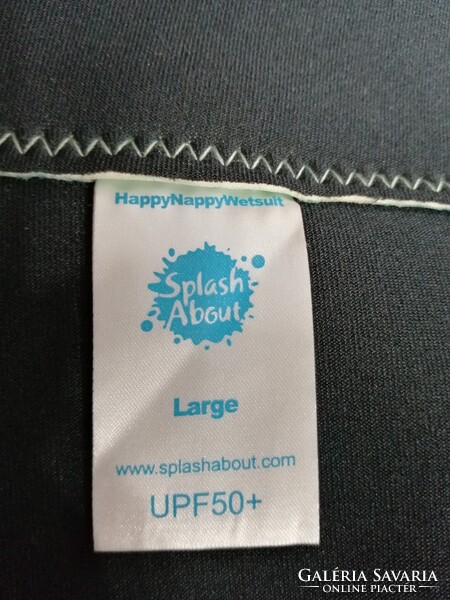 HappyNappyWetsuit
Splash
About
Large
www.splashabout.com
UPF50+
GALÉRIA SAVARIA
ONLINE PIACTÉR